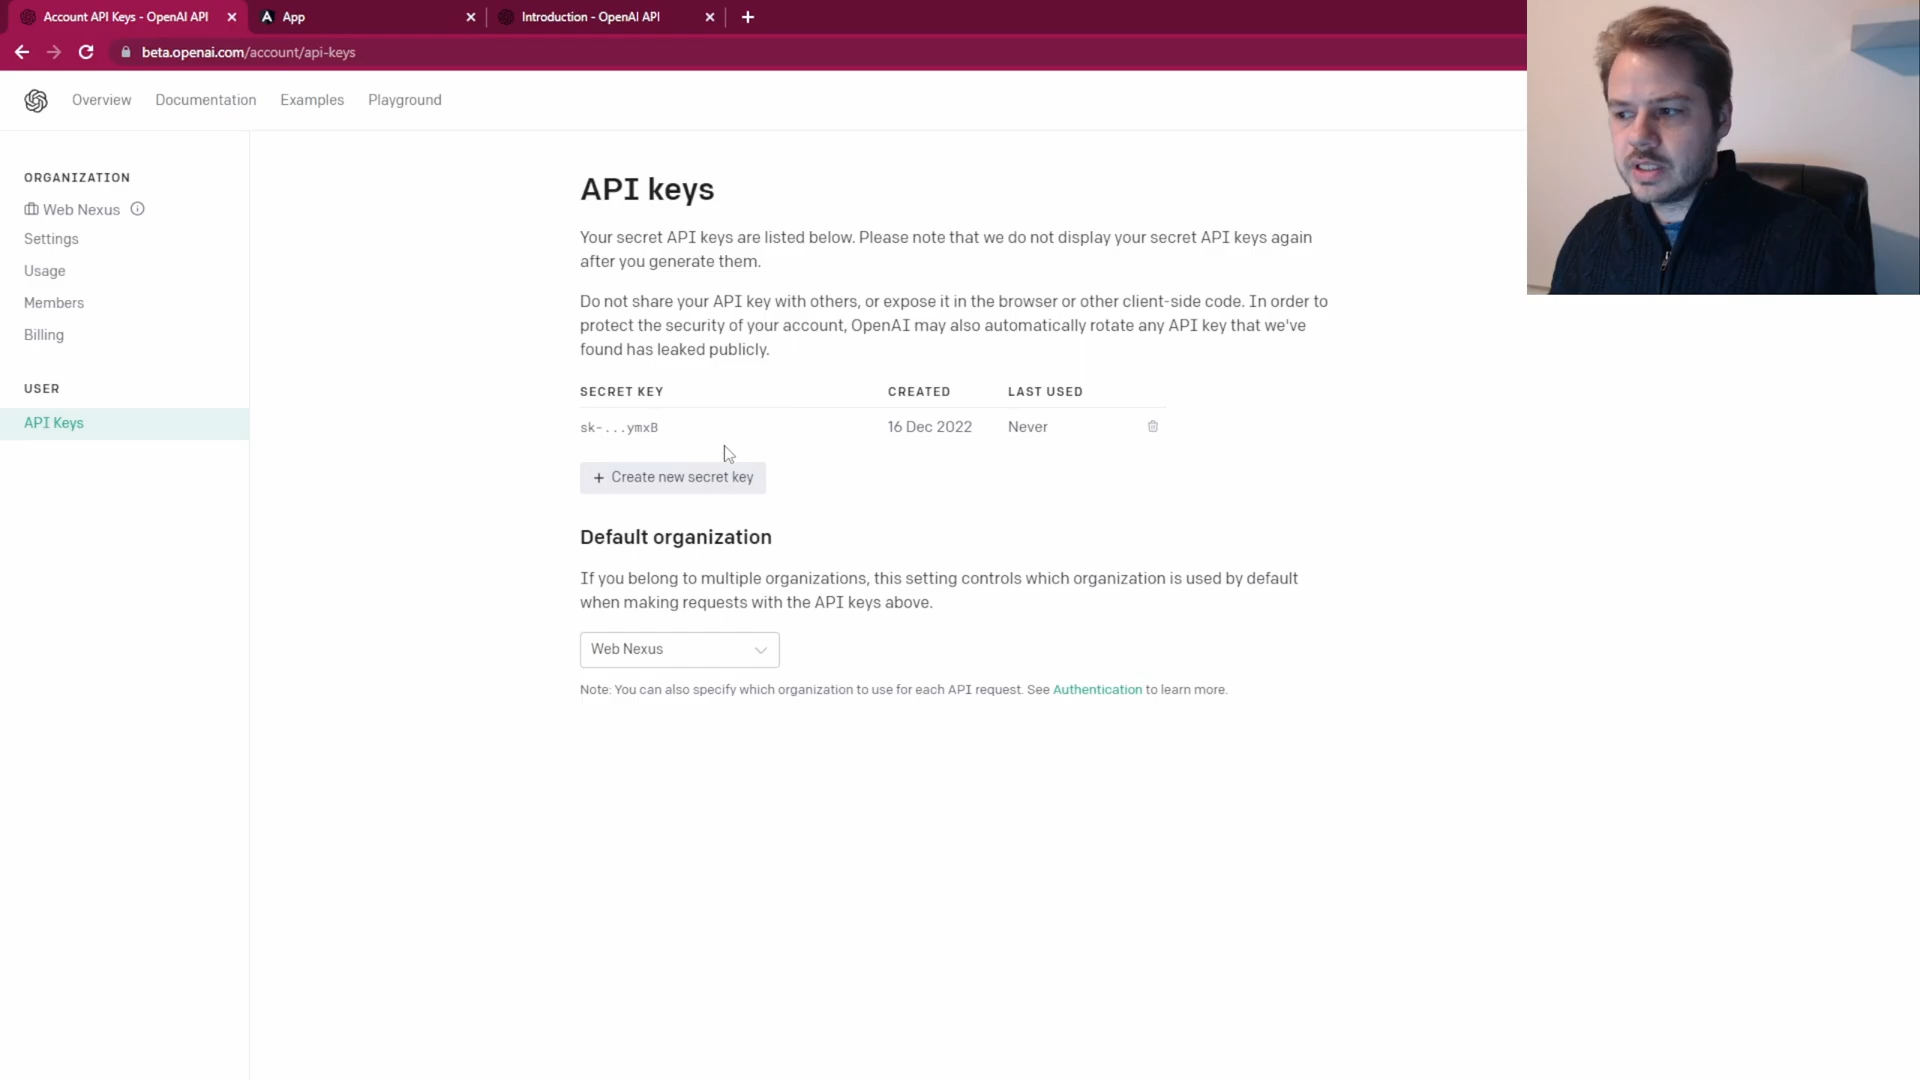 Account API Keys - OpenAI API
App
Introduction - OpenAI API
beta.openai.com/account/api-keys
Overview Documentation Examples Playground
ORGANIZATION
Web Nexus
Settings
Usage
Members
Billing
USER
API Keys
API keys
Your secret API keys are listed below. Please note that we do not display your secret API keys again
after you generate them.
Do not share your API key with others, or expose it in the browser or other client-side code. In order to
protect the security of your account, OpenAI may also automatically rotate any API key that we've
found has leaked publicly.
SECRET KEY CREATED LAST USED
sk-...ymxB 16 Dec 2022 Never
+ Create new secret key
Default organization
If you belong to multiple organizations, this setting controls which organization is used by default
when making requests with the API keys above.
Web Nexus
Note: You can also specify which organization to use for each API request. See Authentication to learn more.